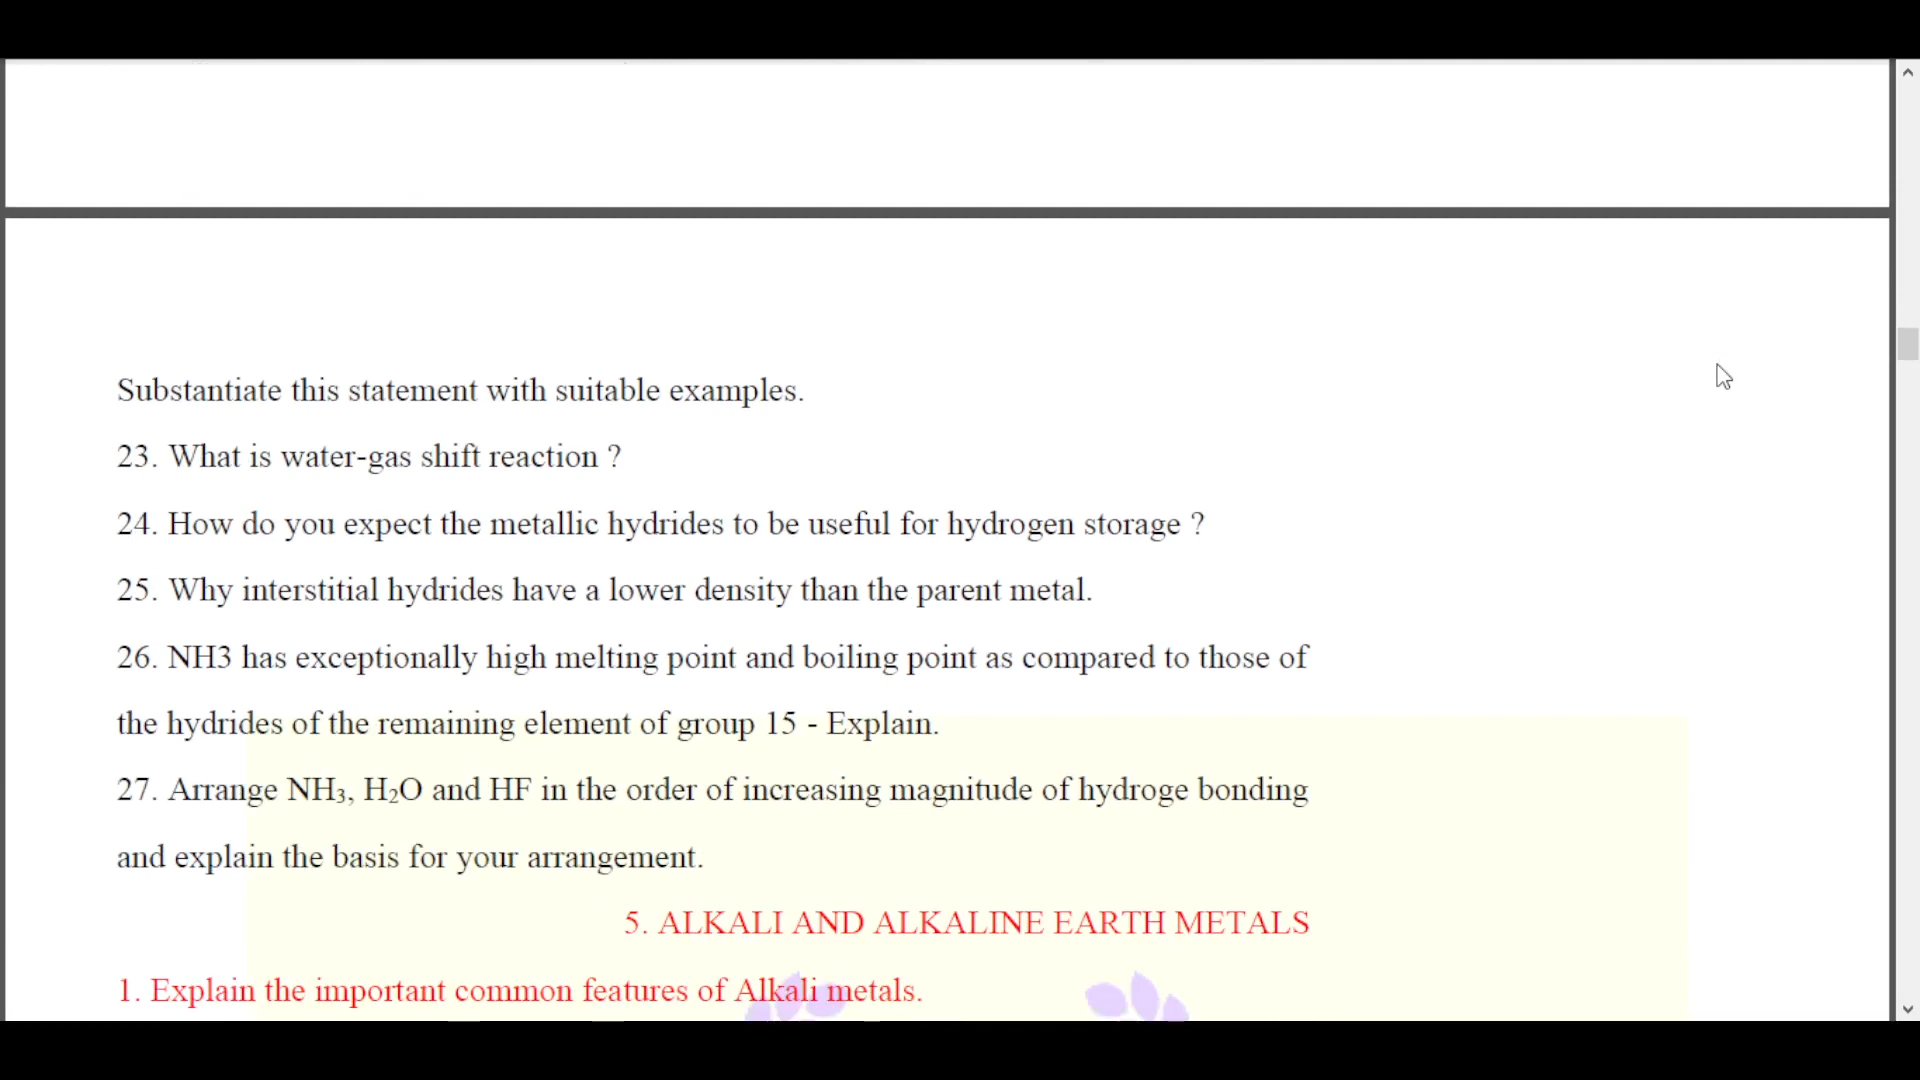 Substantiate this statement with suitable examples.
23. What is water-gas shift reaction ?
24. How do you expect the metallic hydrides to be useful for hydrogen storage ?
25. Why interstitial hydrides have a lower density than the parent metal.
26. NH3 has exceptionally high melting point and boiling point as compared to those of
the hydrides of the remaining element of group 15 - Explain.
27. Arrange NH₃, H₂O and HF in the order of increasing magnitude of hydroge bonding
and explain the basis for your arrangement.
5. ALKALI AND ALKALINE EARTH METALS
1. Explain the important common features of Alkali metals.